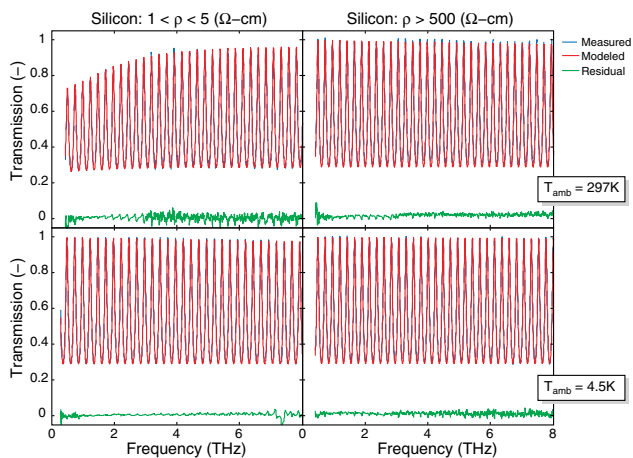 Silicon: 1 < ρ < 5 (Ω−cm)
Silicon: ρ > 500 (Ω−cm)
Measured
Modeled
Residual
Transmission (−)
1
0.8
0.6
0.4
0.2
0
T_amb = 297K
Transmission (−)
1
0.8
0.6
0.4
0.2
0
T_amb = 4.5K
0 2 4 6 0 2 4 6 8
Frequency (THz)
Frequency (THz)